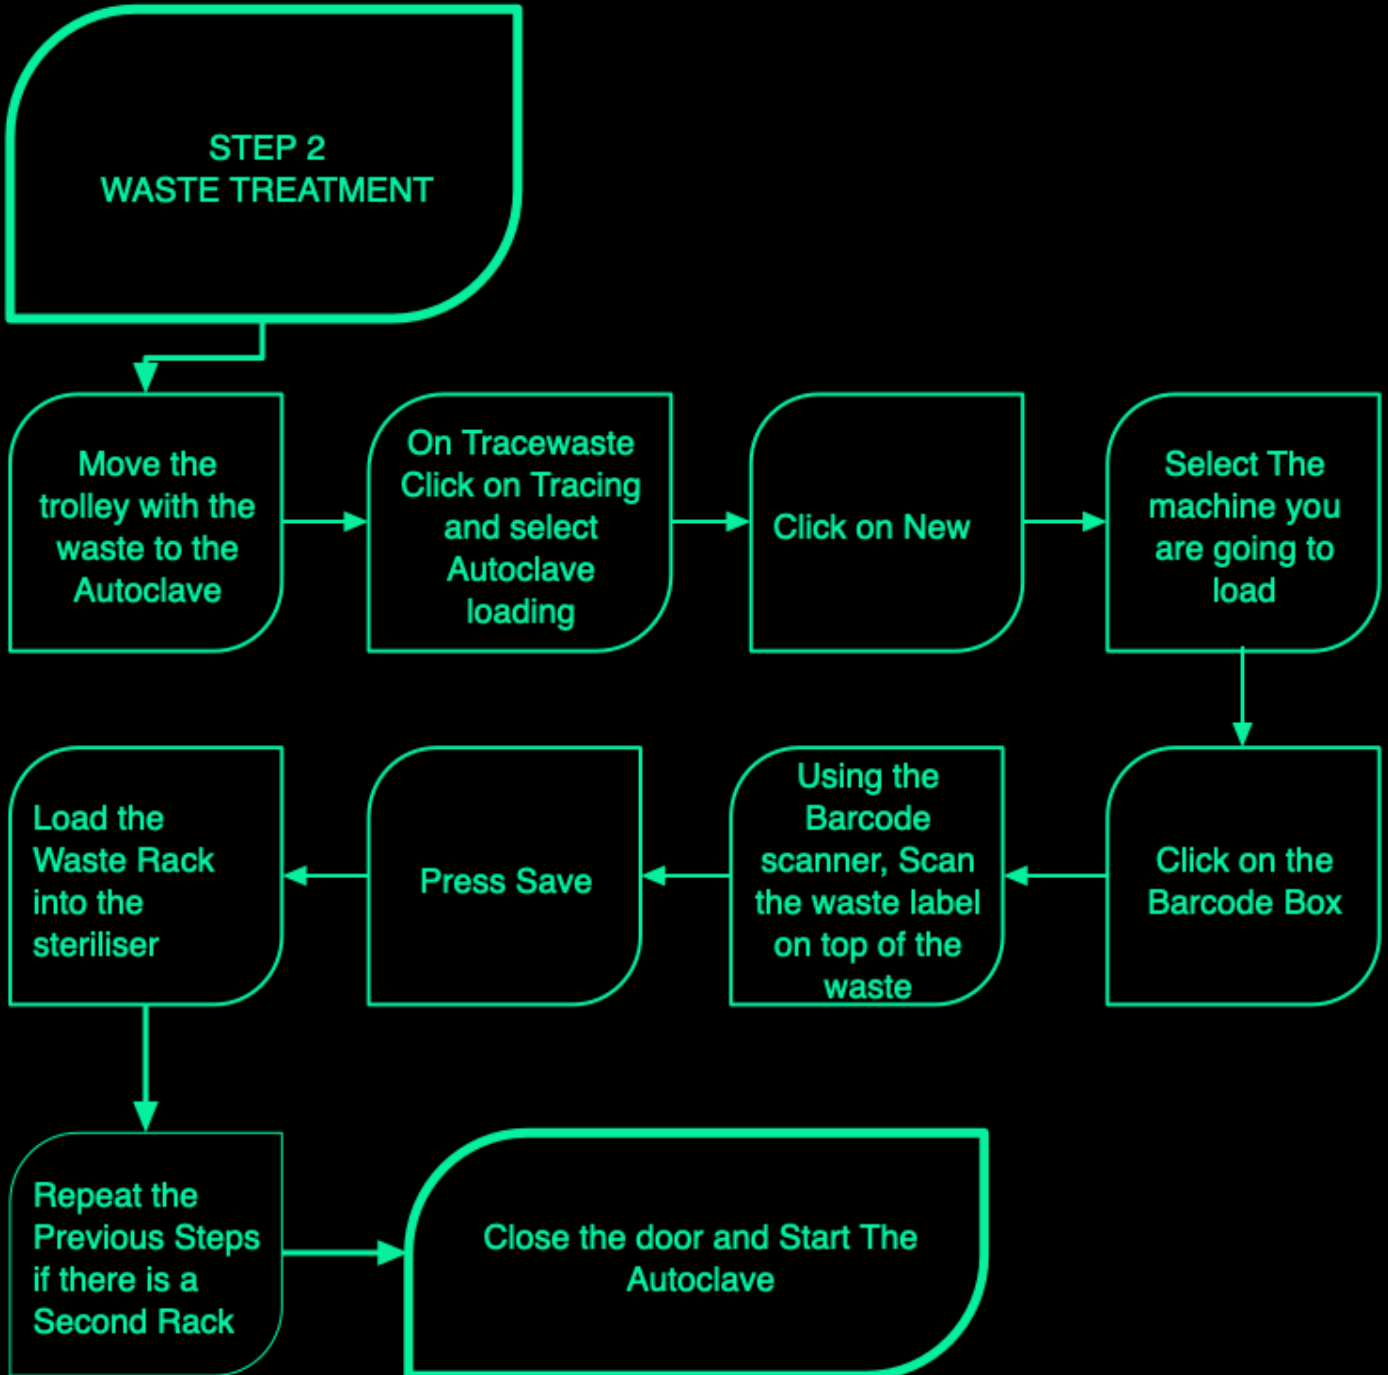 STEP 2
WASTE TREATMENT
Move the
trolley with the
waste to the
Autoclave
On Tracewaste
Click on Tracing
and select
Autoclave
loading
Click on New
Select The
machine you
are going to
load
Click on the
Barcode Box
Using the
Barcode
scanner, Scan
the waste label
on top of the
waste
Press Save
Load the
Waste Rack
into the
steriliser
Repeat the
Previous Steps
if there is a
Second Rack
Close the door and Start The
Autoclave